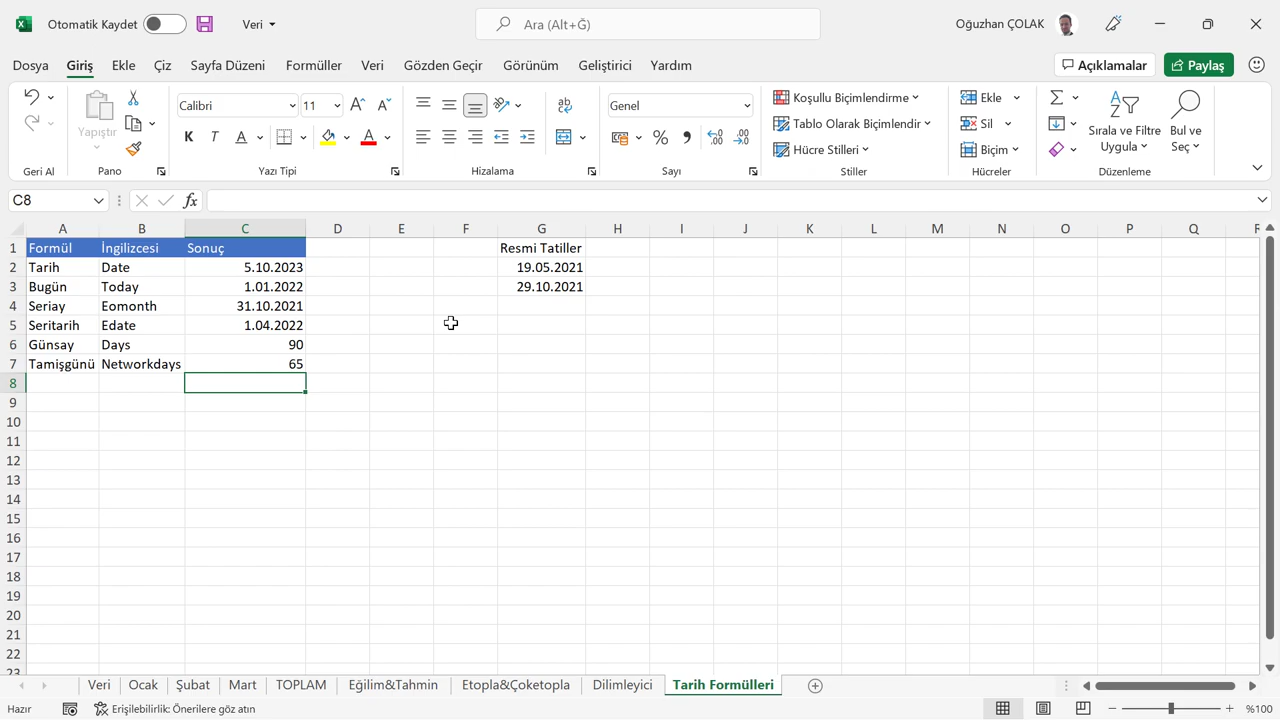 Otomatik Kaydet Veri Ara (Alt+Ğ) Oğuzhan ÇOLAK
Dosya Giriş Ekle Çiz Sayfa Düzeni Formüller Veri Gözden Geçir Görünüm Geliştirici Yardım Açıklamalar Paylaş
Yapıştır
Geri Al
Pano
Calibri 11
K T A A
Yazı Tipi
Hizalama
Genel
Sayı
Koşullu Biçimlendirme
Tablo Olarak Biçimlendir
Hücre Stilleri
Stiller
Ekle
Sil
Biçim
Hücreler
Sırala ve Filtre
Uygula
Bul ve
Seç
Düzenleme
C8 fx
A B C D E F G H I J K L M N O P Q R
1 Formül İngilizcesi Sonuç Resmi Tatiller
2 Tarih Date 5.10.2023 19.05.2021
3 Bugün Today 1.01.2022 29.10.2021
4 Seriay Eomonth 31.10.2021
5 Seritarih Edate 1.04.2022
6 Günsay Days 90
7 Tamişgünü Networkdays 65
8
9
10
11
12
13
14
15
16
17
18
19
20
21
22
23
Veri Ocak Şubat Mart TOPLAM Eğilim&Tahmin Etopla&Çoketopla Dilimleyici Tarih Formülleri
Hazır Erişilebilirlik: Önerilere göz atın %100